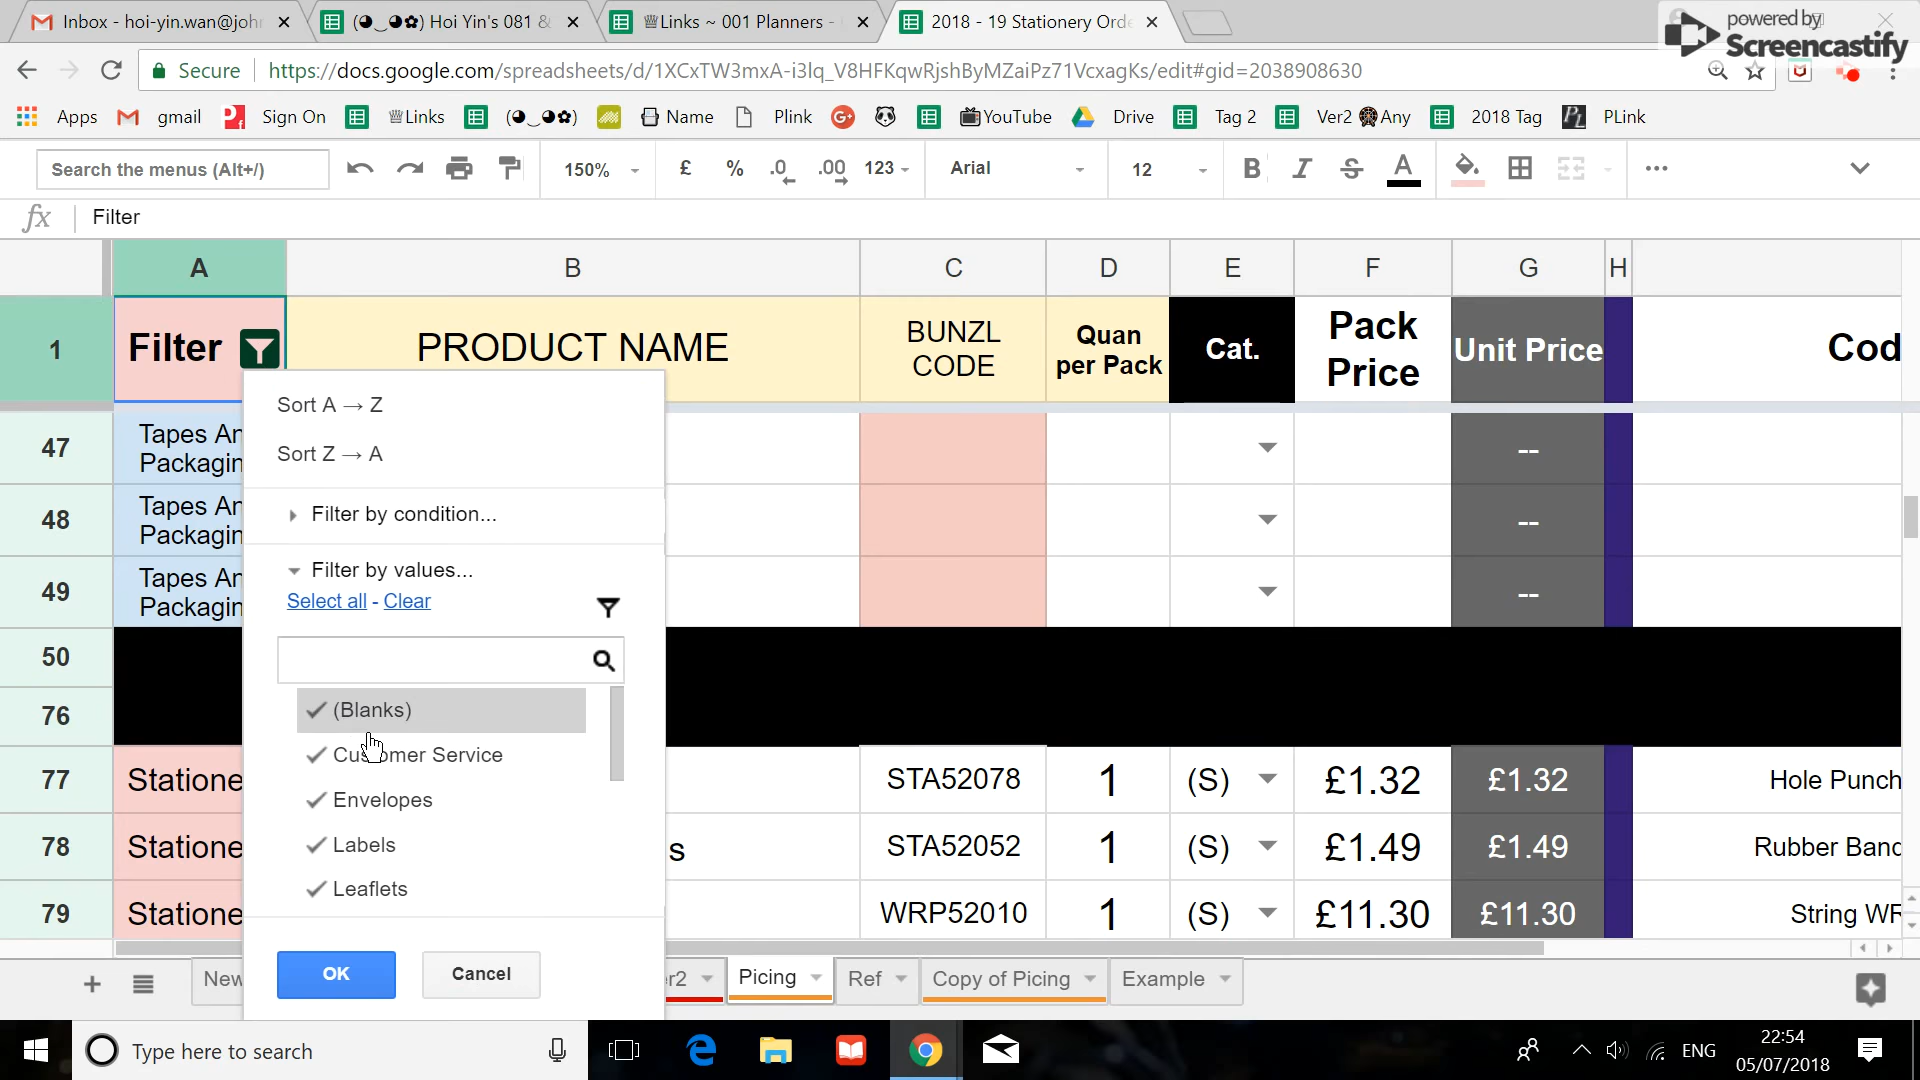 Inbox - hoi-yin.wan@joh
(◕‿◕✿) Hoi Yin's 081 &
♕Links ~ 001 Planners -
2018 - 19 Stationery Orde
powered by
Screencastify
Secure
https://docs.google.com/spreadsheets/d/1XCxTW3mxA-i3lq_V8HFKqwRjshByMZaiPz71VcxagKs/edit#gid=2038908630
Apps gmail Sign On ♕Links (◕‿◕✿) Name Plink YouTube Drive Tag 2 Ver2 Any 2018 Tag PLink
Search the menus (Alt+/) 150% £ % .0 .00 123 Arial 12 B I S A
fx Filter
A B C D E F G H
1 Filter PRODUCT NAME BUNZL CODE Quan per Pack Cat. Pack Price Unit Price Cod
Sort A → Z
Sort Z → A
Filter by condition...
Filter by values...
Select all - Clear
(Blanks)
Customer Service
Envelopes
Labels
Leaflets
OK Cancel
47 Tapes An
Packagin --
48 Tapes An
Packagin --
49 Tapes An
Packagin --
50
76
77 Statione STA52078 1 (S) £1.32 £1.32 Hole Punch
78 Statione s STA52052 1 (S) £1.49 £1.49 Rubber Banc
79 Statione WRP52010 1 (S) £11.30 £11.30 String WR
New r2 Picing Ref Copy of Picing Example
Type here to search
ENG
22:54
05/07/2018